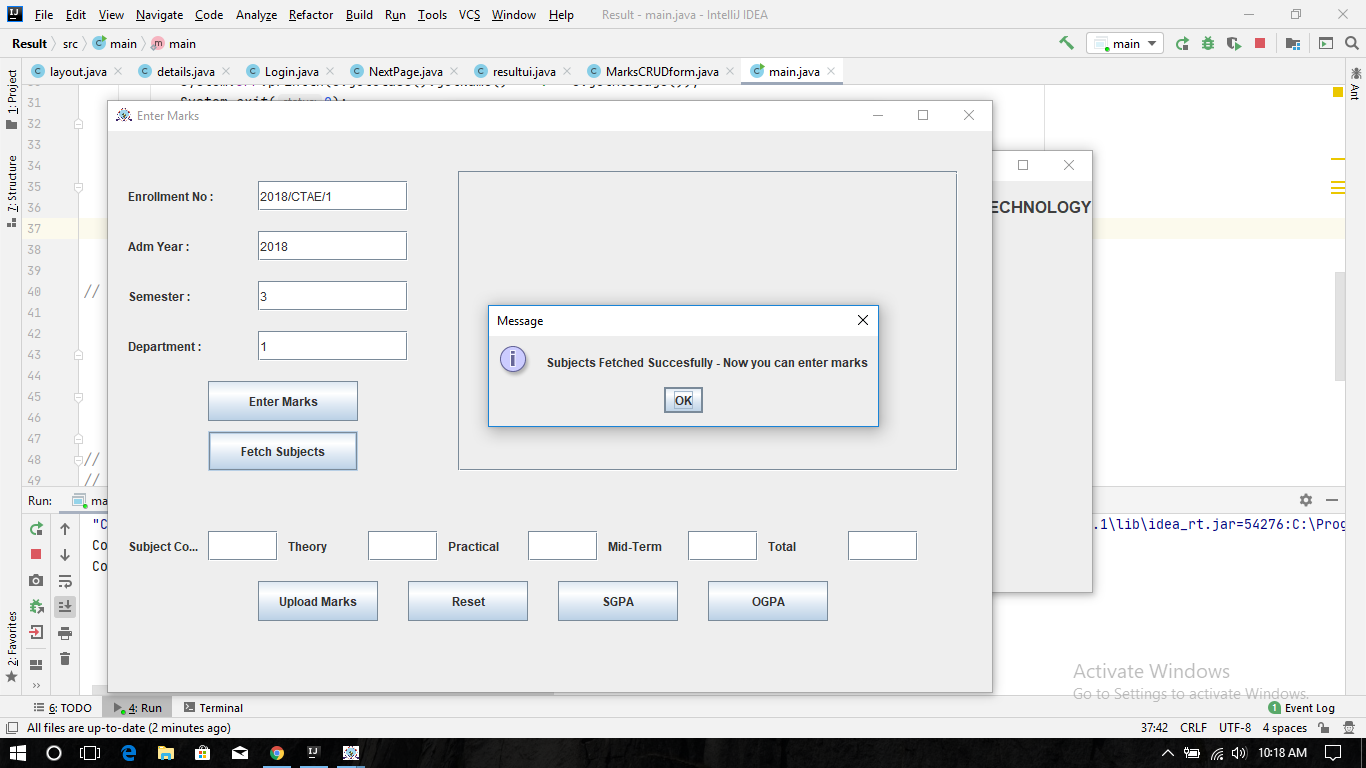 File Edit View Navigate Code Analyze Refactor Build Run Tools VCS Window Help Result - main.java - IntelliJ IDEA
Result src main main main
layout.java details.java Login.java NextPage.java resultui.java MarksCRUDform.java main.java
1: Project
7: Structure
2: Favorites
Ant
31
32
33
34
35
36
37
38
39
40 //
41
42
43
44
45
46
47
48 //
49 //
Enter Marks
ECHNOLOGY
Enrollment No : 2018/CTAE/1
Adm Year : 2018
Semester : 3
Department : 1
Enter Marks
Fetch Subjects
Message
Subjects Fetched Succesfully - Now you can enter marks
OK
Subject Co... Theory Practical Mid-Term Total
Upload Marks Reset SGPA OGPA
Run: ma
"C .1\lib\idea_rt.jar=54276:C:\Prog
Co
Co
Activate Windows
Go to Settings to activate Windows.
6: TODO 4: Run Terminal 1 Event Log
All files are up-to-date (2 minutes ago) 37:42 CRLF UTF-8 4 spaces
10:18 AM